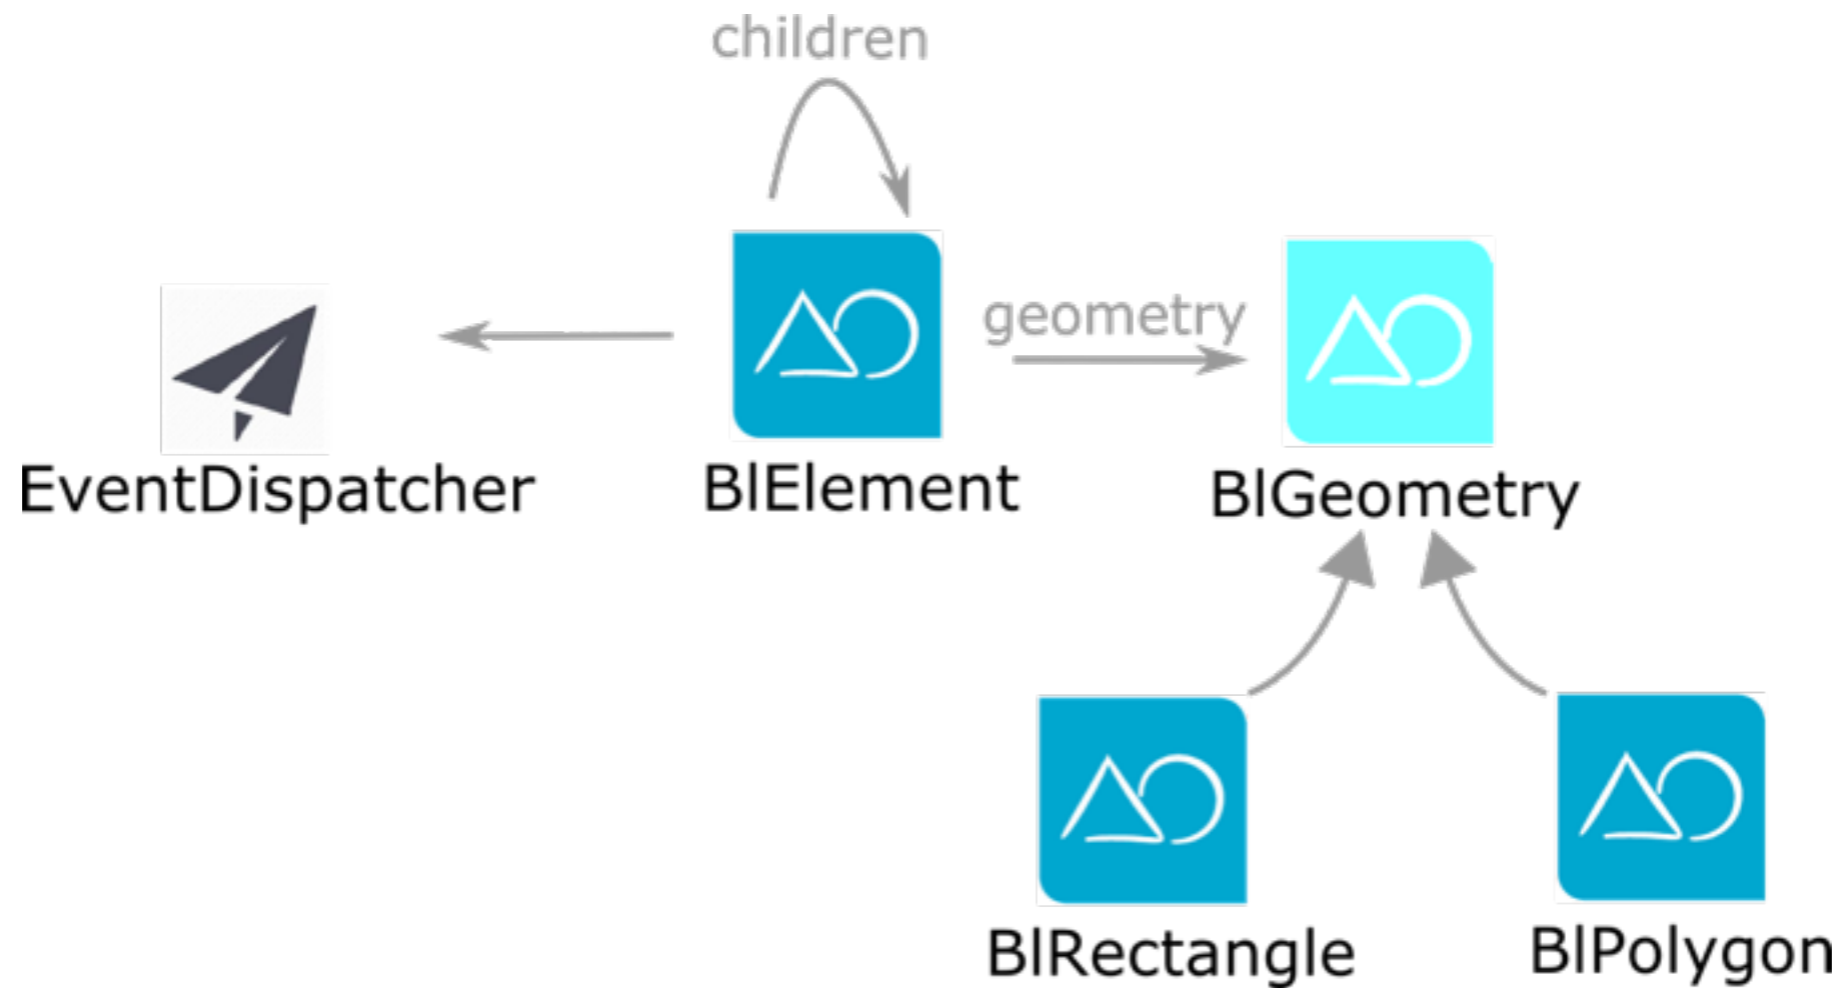 children
geometry
EventDispatcher
BlElement
BlGeometry
BlRectangle
BlPolygon